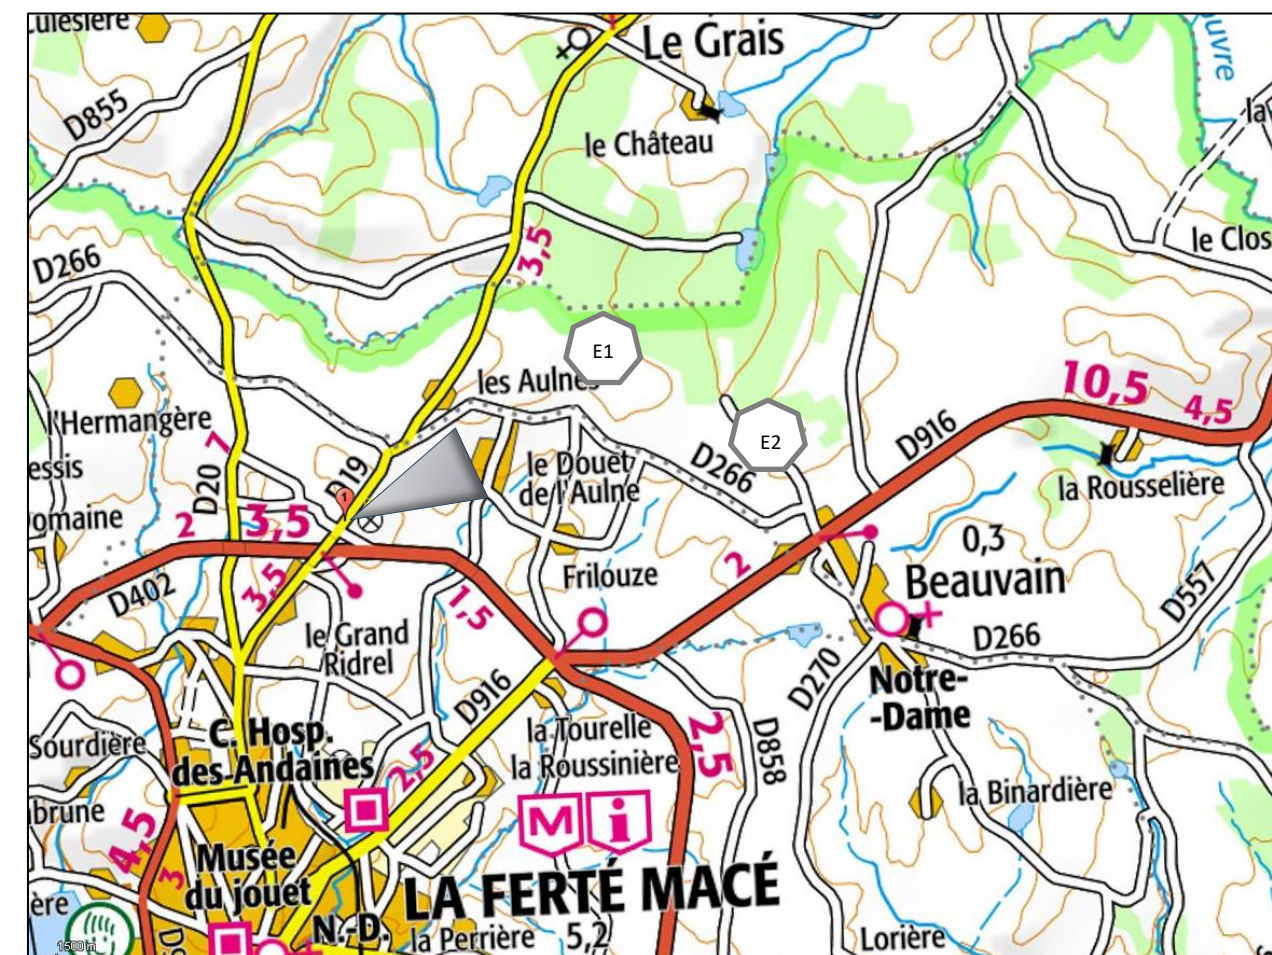 Le Grais
D855
le Château
la
le Clos
D266
3,5
E1
les Aulnes
10,5
4,5
l'Hermangère
7
E2
D916
essis
D19
le Douet
de l'Aulne
D266
la Rousselière
D20
1
omaine
2
3,5
0,3
Frilouze
2
Beauvain
D402
3,5
1,5
D557
le Grand
Ridrel
D266
D916
D270
Notre-
-Dame
C. Hosp.
des-Andaines
la Tourelle
2,5
D858
Sourdière
2,5
la Roussinière
la Binardière
brune
M i
4,5
Musée
du jouet
3
LA FERTÉ MACÉ
ère
N.-D.
la Perrière
5,2
Lorière
1500 m